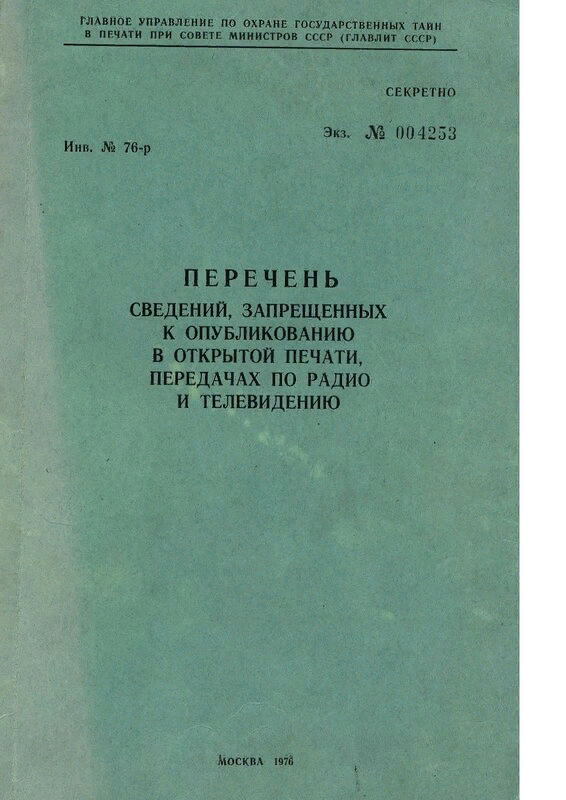 ГЛАВНОЕ УПРАВЛЕНИЕ ПО ОХРАНЕ ГОСУДАРСТВЕННЫХ ТАЙН
В ПЕЧАТИ ПРИ СОВЕТЕ МИНИСТРОВ СССР (ГЛАВЛИТ СССР)
СЕКРЕТНО
Экз. № 004253
Инв. № 76-р
ПЕРЕЧЕНЬ
СВЕДЕНИЙ, ЗАПРЕЩЕННЫХ
К ОПУБЛИКОВАНИЮ
В ОТКРЫТОЙ ПЕЧАТИ,
ПЕРЕДАЧАХ ПО РАДИО
И ТЕЛЕВИДЕНИЮ
МОСКВА 1976